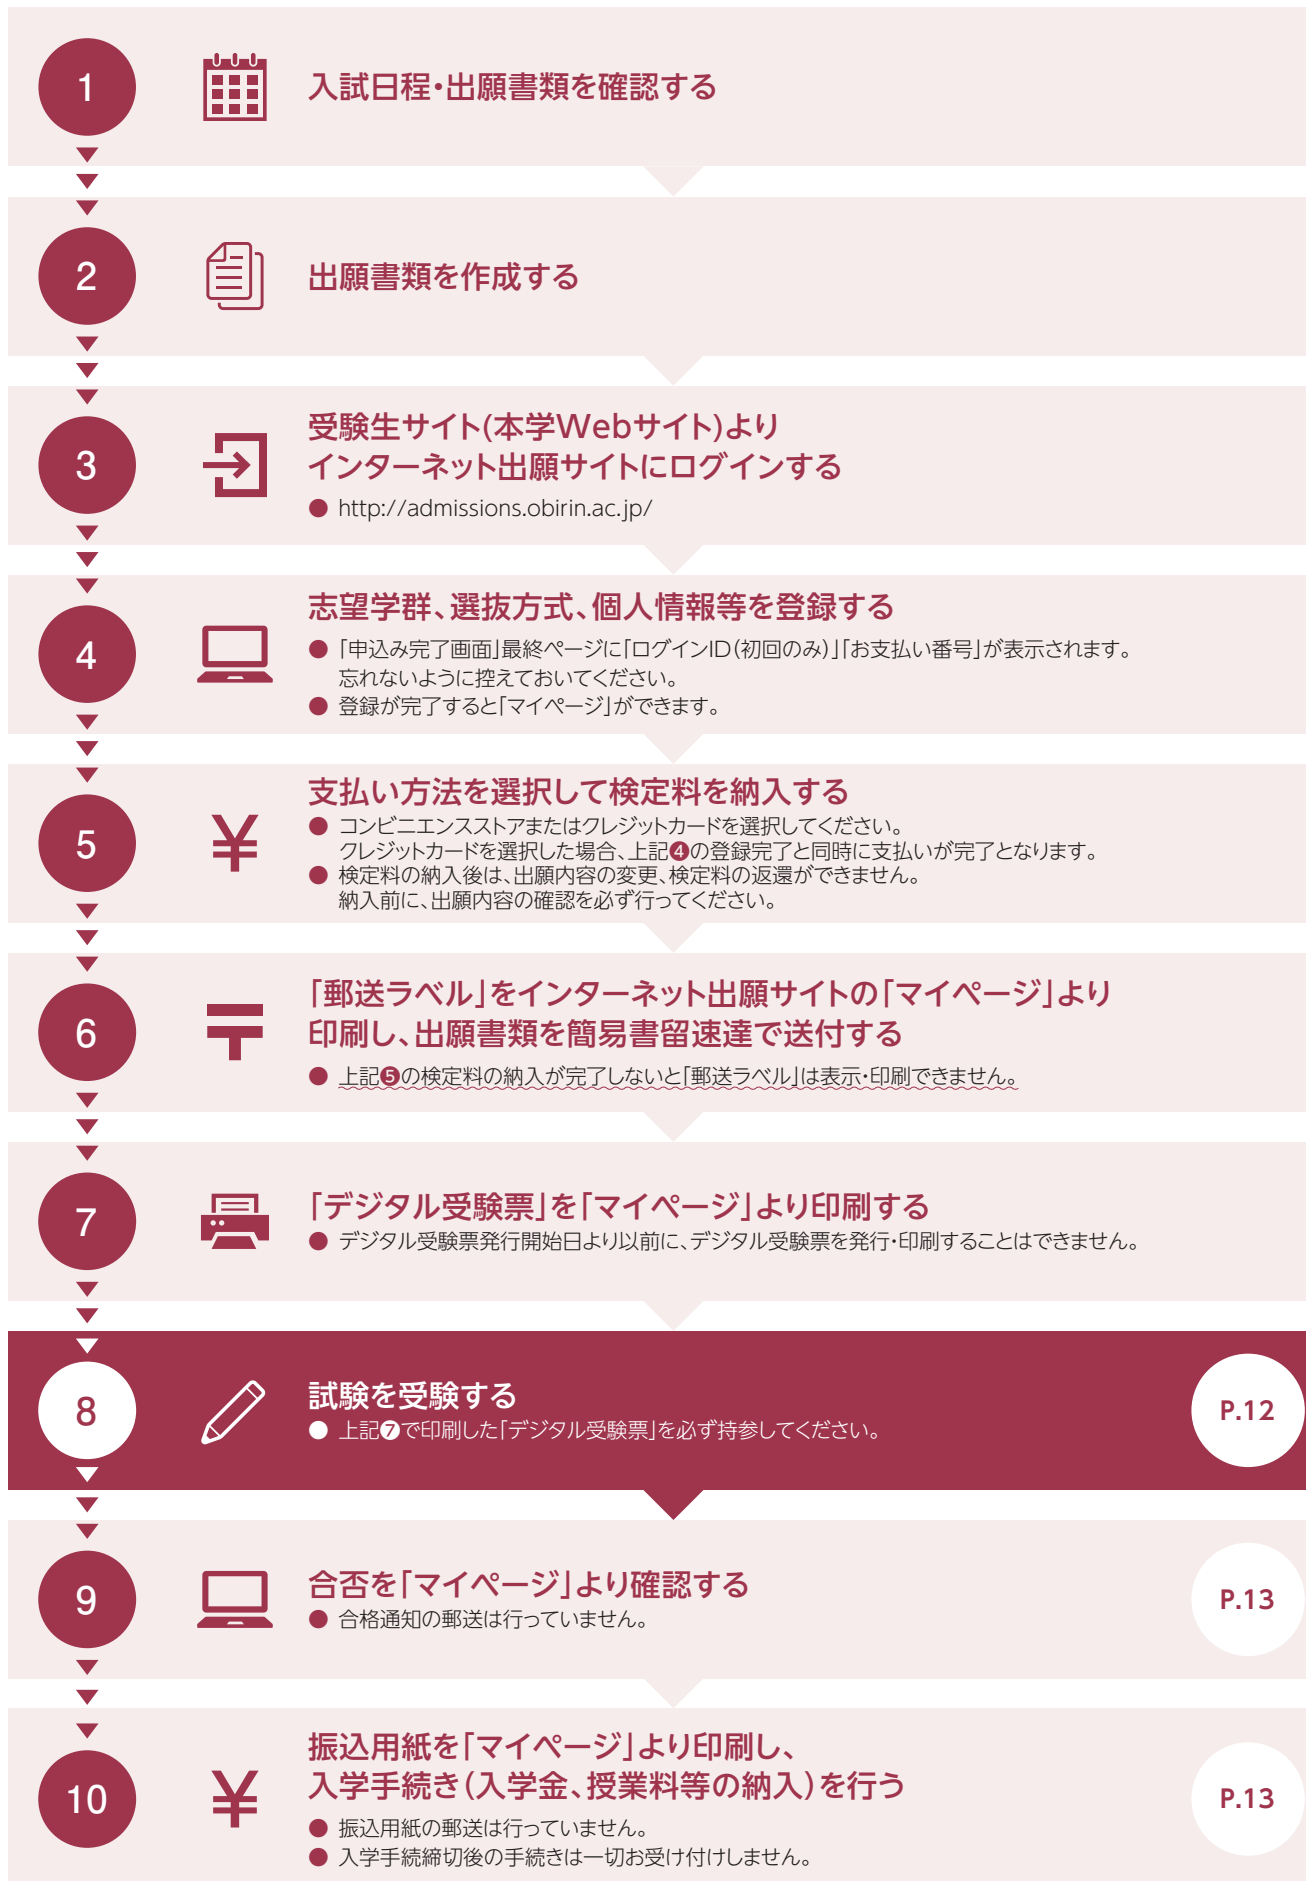 1
入試日程・出願書類を確認する
2
出願書類を作成する
3
受験生サイト(本学Webサイト)より
インターネット出願サイトにログインする
● http://admissions.obirin.ac.jp/
4
志望学群、選抜方式、個人情報等を登録する
● 「申込み完了画面」最終ページに「ログインID(初回のみ)」「お支払い番号」が表示されます。
忘れないように控えておいてください。
● 登録が完了すると「マイページ」ができます。
5
支払い方法を選択して検定料を納入する
● コンビニエンスストアまたはクレジットカードを選択してください。
クレジットカードを選択した場合、上記❹の登録完了と同時に支払いが完了となります。
● 検定料の納入後は、出願内容の変更、検定料の返還ができません。
納入前に、出願内容の確認を必ず行ってください。
6
「郵送ラベル」をインターネット出願サイトの「マイページ」より
印刷し、出願書類を簡易書留速達で送付する
● 上記❺の検定料の納入が完了しないと「郵送ラベル」は表示・印刷できません。
7
「デジタル受験票」を「マイページ」より印刷する
● デジタル受験票発行開始日より以前に、デジタル受験票を発行・印刷することはできません。
8
試験を受験する
● 上記❼で印刷した「デジタル受験票」を必ず持参してください。
P.12
9
合否を「マイページ」より確認する
● 合格通知の郵送は行っていません。
P.13
10
振込用紙を「マイページ」より印刷し、
入学手続き(入学金、授業料等の納入)を行う
● 振込用紙の郵送は行っていません。
● 入学手続締切後の手続きは一切お受け付けしません。
P.13